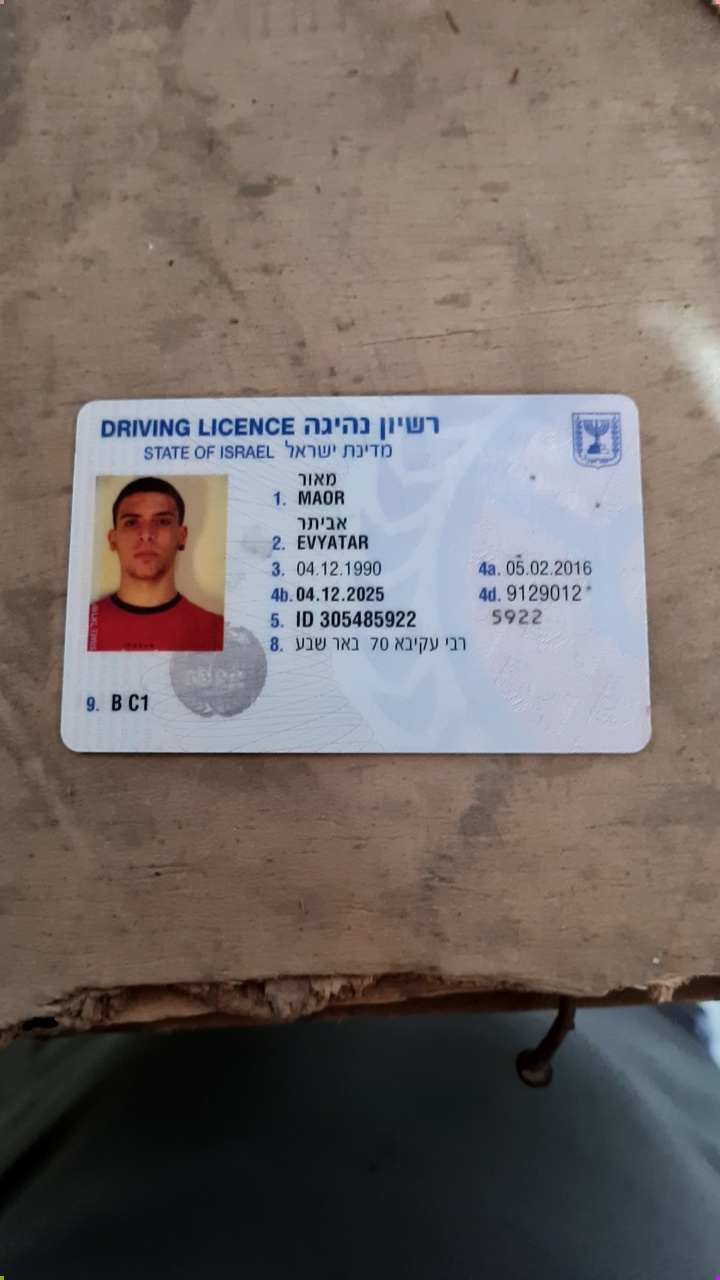 DRIVING LICENCE רשיון נהיגה
STATE OF ISRAEL מדינת ישראל
מאור
1. MAOR
אביתר
2. EVYATAR
3. 04.12.1990 4a. 05.02.2016
4b. 04.12.2025 4d. 9129012
5. ID 305485922 5922
8. רבי עקיבא 70 באר שבע
9. B C1